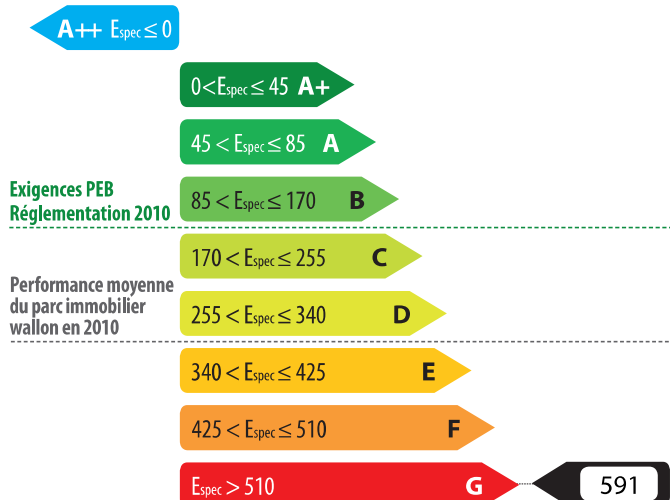 A++ Espec ≤ 0
0<Espec ≤ 45 A+
45 < Espec ≤ 85 A
Exigences PEB
Réglementation 2010
85 < Espec ≤ 170 B
170 < Espec ≤ 255 C
Performance moyenne
du parc immobilier
wallon en 2010
255 < Espec ≤ 340 D
340 < Espec ≤ 425 E
425 < Espec ≤ 510 F
Espec > 510 G
591